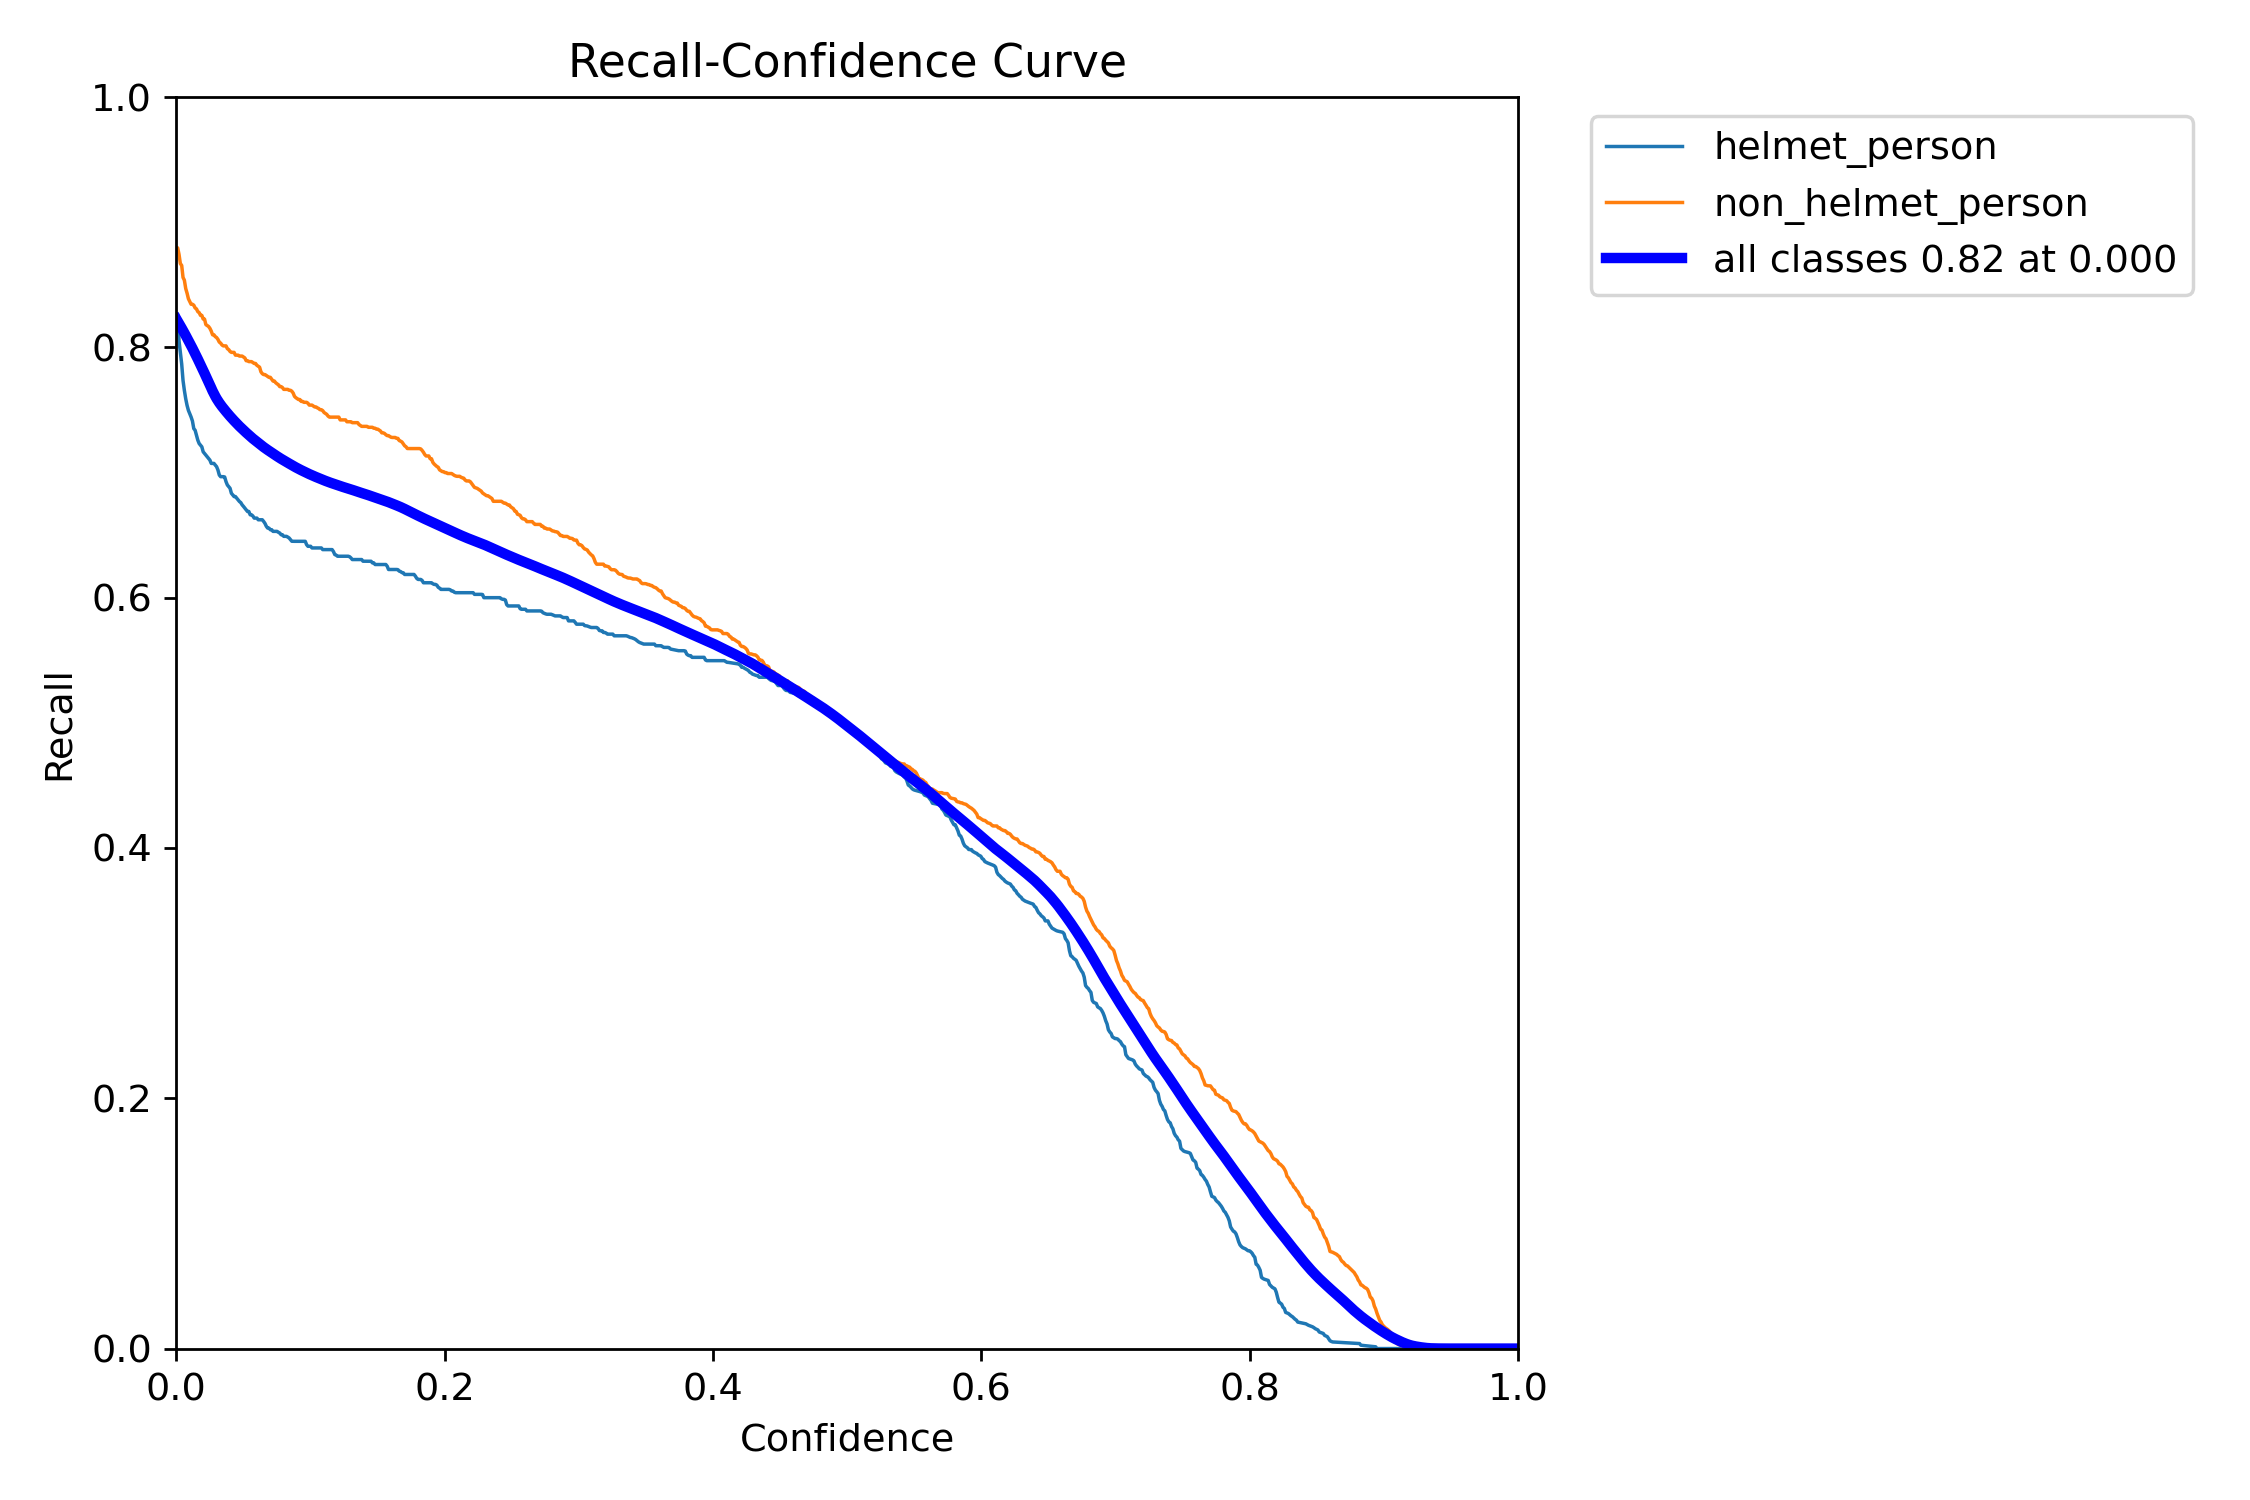 Recall-Confidence Curve
1.0
0.8
0.6
0.4
0.2
0.0
Recall
0.0 0.2 0.4 0.6 0.8 1.0
Confidence
helmet_person
non_helmet_person
all classes 0.82 at 0.000